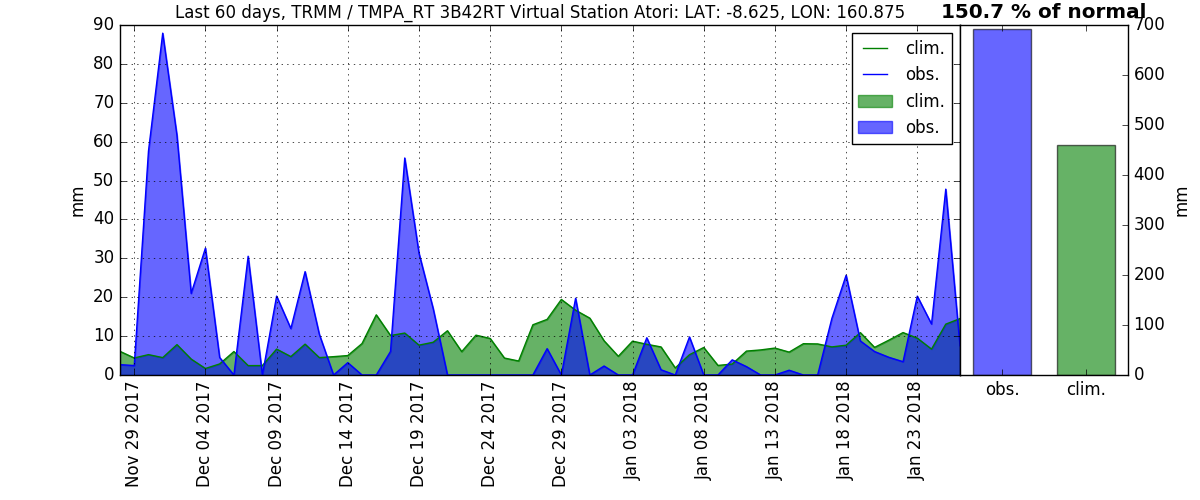 Last 60 days, TRMM / TMPA_RT 3B42RT Virtual Station Atori: LAT: -8.625, LON: 160.875
150.7 % of normal
90
80
70
60
50
40
30
20
10
0
mm
clim.
obs.
clim.
obs.
700
600
500
400
300
200
100
0
mm
obs.
clim.
Nov 29 2017
Dec 04 2017
Dec 09 2017
Dec 14 2017
Dec 19 2017
Dec 24 2017
Dec 29 2017
Jan 03 2018
Jan 08 2018
Jan 13 2018
Jan 18 2018
Jan 23 2018